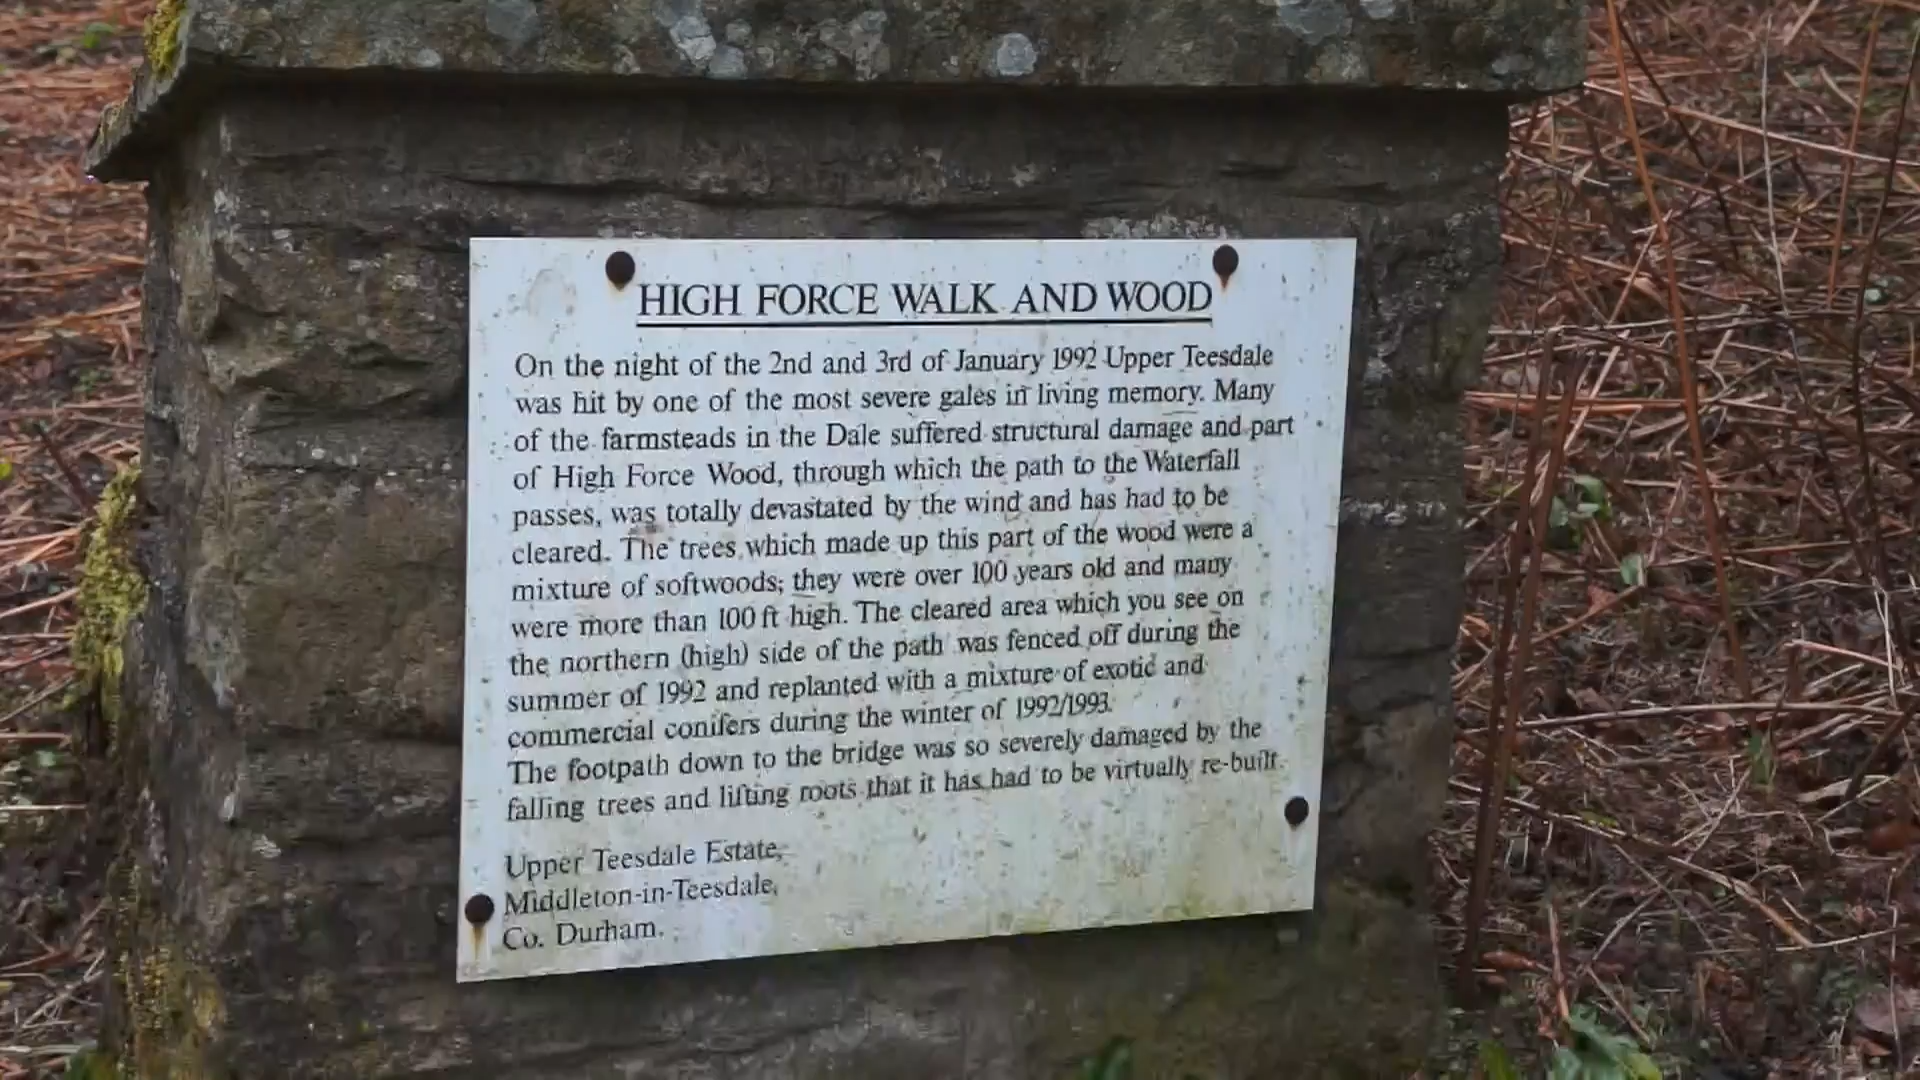 HIGH FORCE WALK AND WOOD
On the night of the 2nd and 3rd of January 1992 Upper Teesdale
was hit by one of the most severe gales in living memory. Many
of the farmsteads in the Dale suffered structural damage and part
of High Force Wood, through which the path to the Waterfall
passes, was totally devastated by the wind and has had to be
cleared. The trees which made up this part of the wood were a
mixture of softwoods; they were over 100 years old and many
were more than 100 ft high. The cleared area which you see on
the northern (high) side of the path was fenced off during the
summer of 1992 and replanted with a mixture of exotic and
commercial conifers during the winter of 1992/1993.
The footpath down to the bridge was so severely damaged by the
falling trees and lifting roots that it has had to be virtually re-built.
Upper Teesdale Estate,
Middleton-in-Teesdale,
Co. Durham.